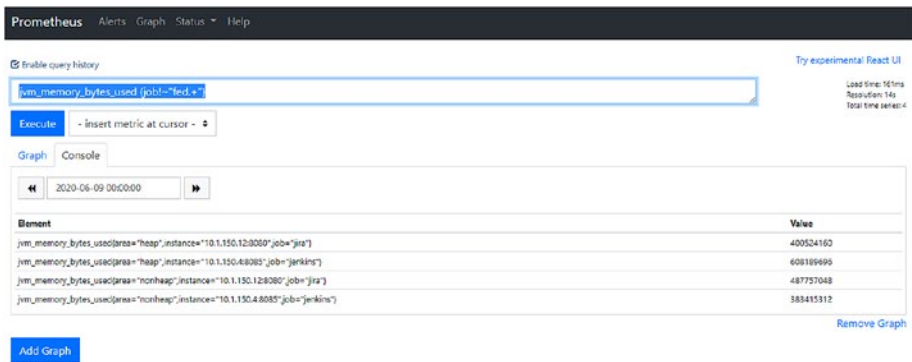 Prometheus Alerts Graph Status Help
Enable query history
Try experimental React UI
jvm_memory_bytes_used {job!~"fed.+"}
Load time: 161ms
Resolution: 14s
Total time series: 4
Execute - insert metric at cursor -
Graph Console
2020-06-09 00:00:00
Element Value
jvm_memory_bytes_used{area="heap",instance="10.1.150.12:8080",job="jira"} 400524160
jvm_memory_bytes_used{area="heap",instance="10.1.150.4:8085",job="jenkins"} 608189696
jvm_memory_bytes_used{area="nonheap",instance="10.1.150.12:8080",job="jira"} 487757048
jvm_memory_bytes_used{area="nonheap",instance="10.1.150.4:8085",job="jenkins"} 383415312
Remove Graph
Add Graph